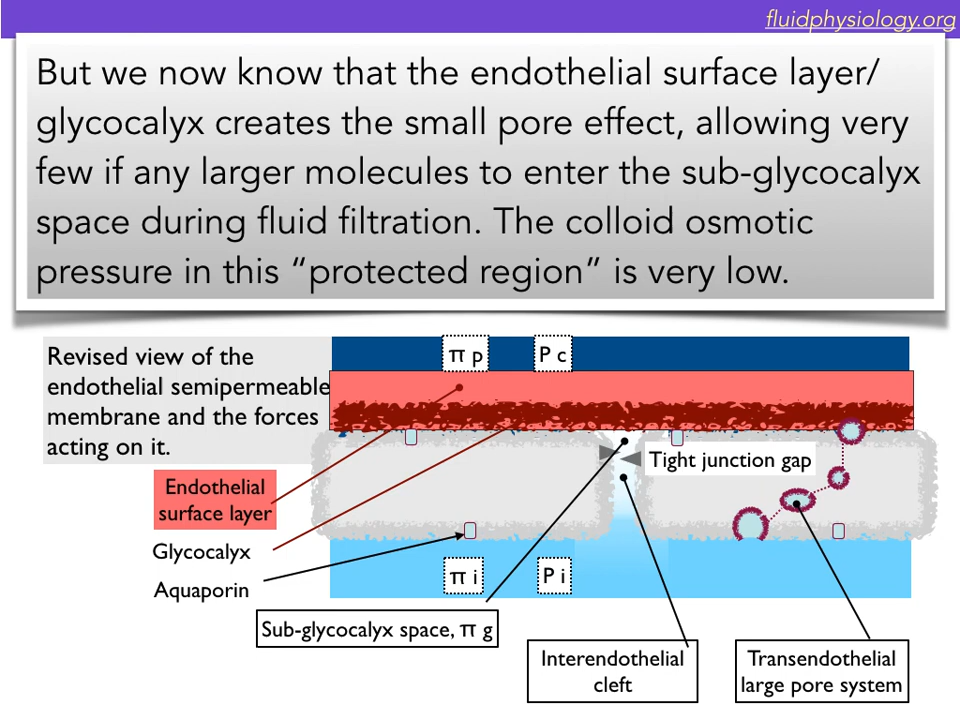 fluidphysiology.org
But we now know that the endothelial surface layer/
glycocalyx creates the small pore effect, allowing very
few if any larger molecules to enter the sub-glycocalyx
space during fluid filtration. The colloid osmotic
pressure in this “protected region” is very low.
Revised view of the
endothelial semipermeable
membrane and the forces
acting on it.
π p
P c
Tight junction gap
Endothelial
surface layer
Glycocalyx
Aquaporin
π i
P i
Sub-glycocalyx space, π g
Interendothelial
cleft
Transendothelial
large pore system